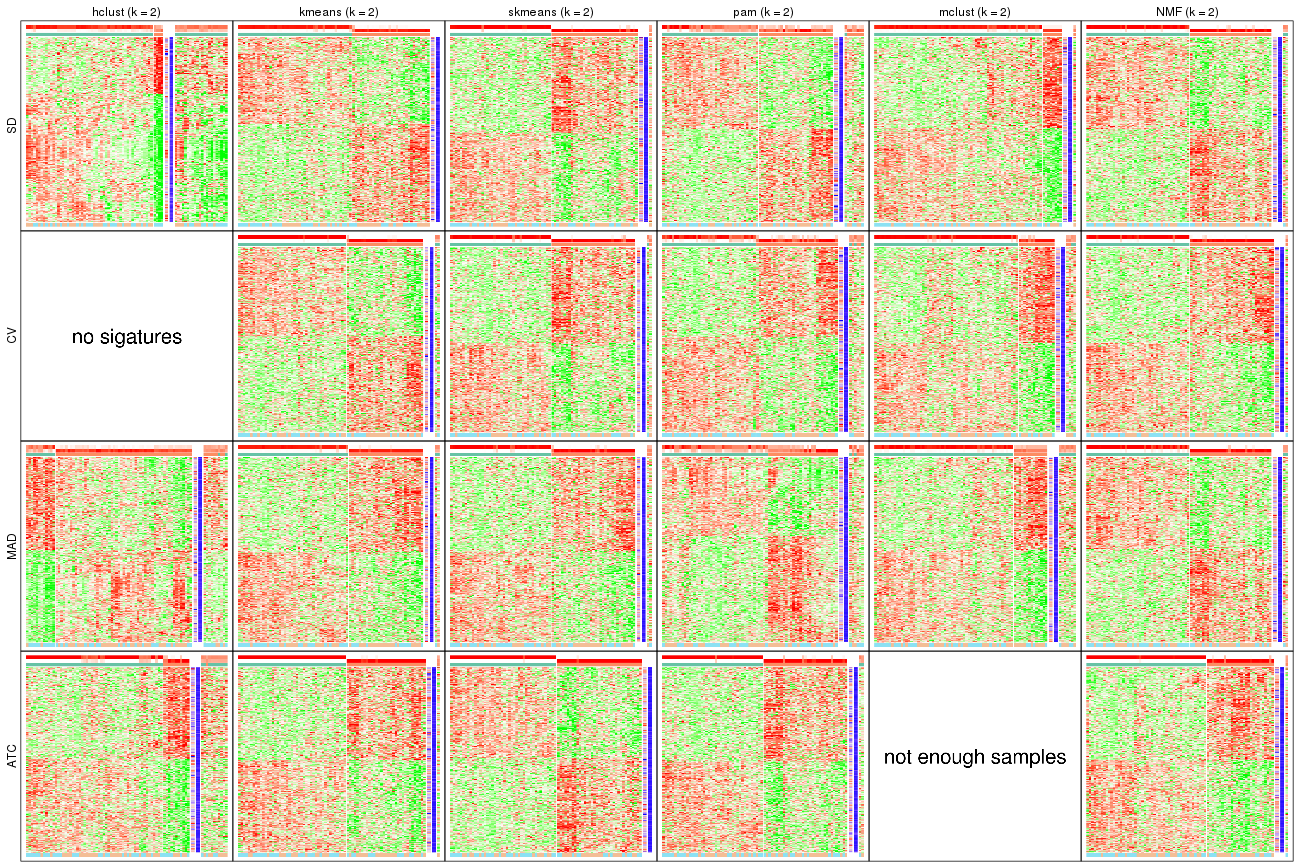 hclust (k = 2) kmeans (k = 2) skmeans (k = 2) pam (k = 2) mclust (k = 2) NMF (k = 2)
SD
CV
no sigatures
MAD
ATC
not enough samples